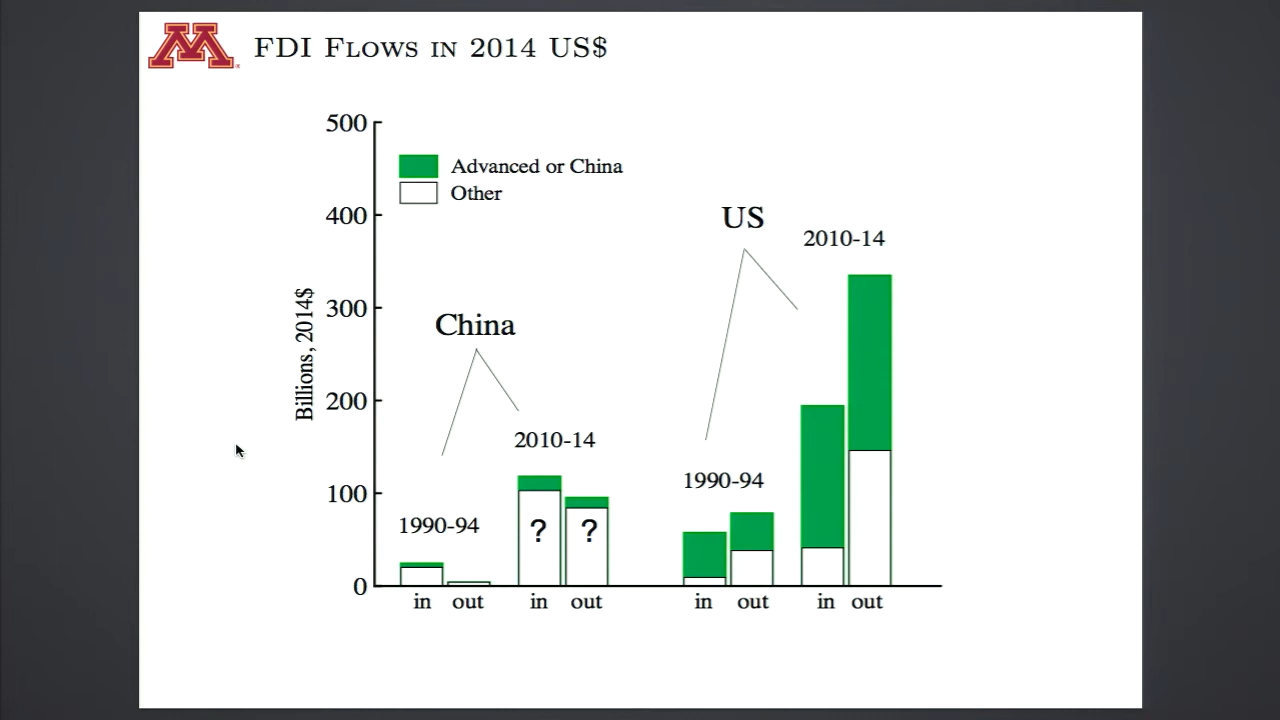 M
FDI Flows in 2014 US$
500
400
300
200
100
0
Billions, 2014$
Advanced or China
Other
China
1990-94
2010-14
? ?
US
1990-94
2010-14
in out in out in out in out